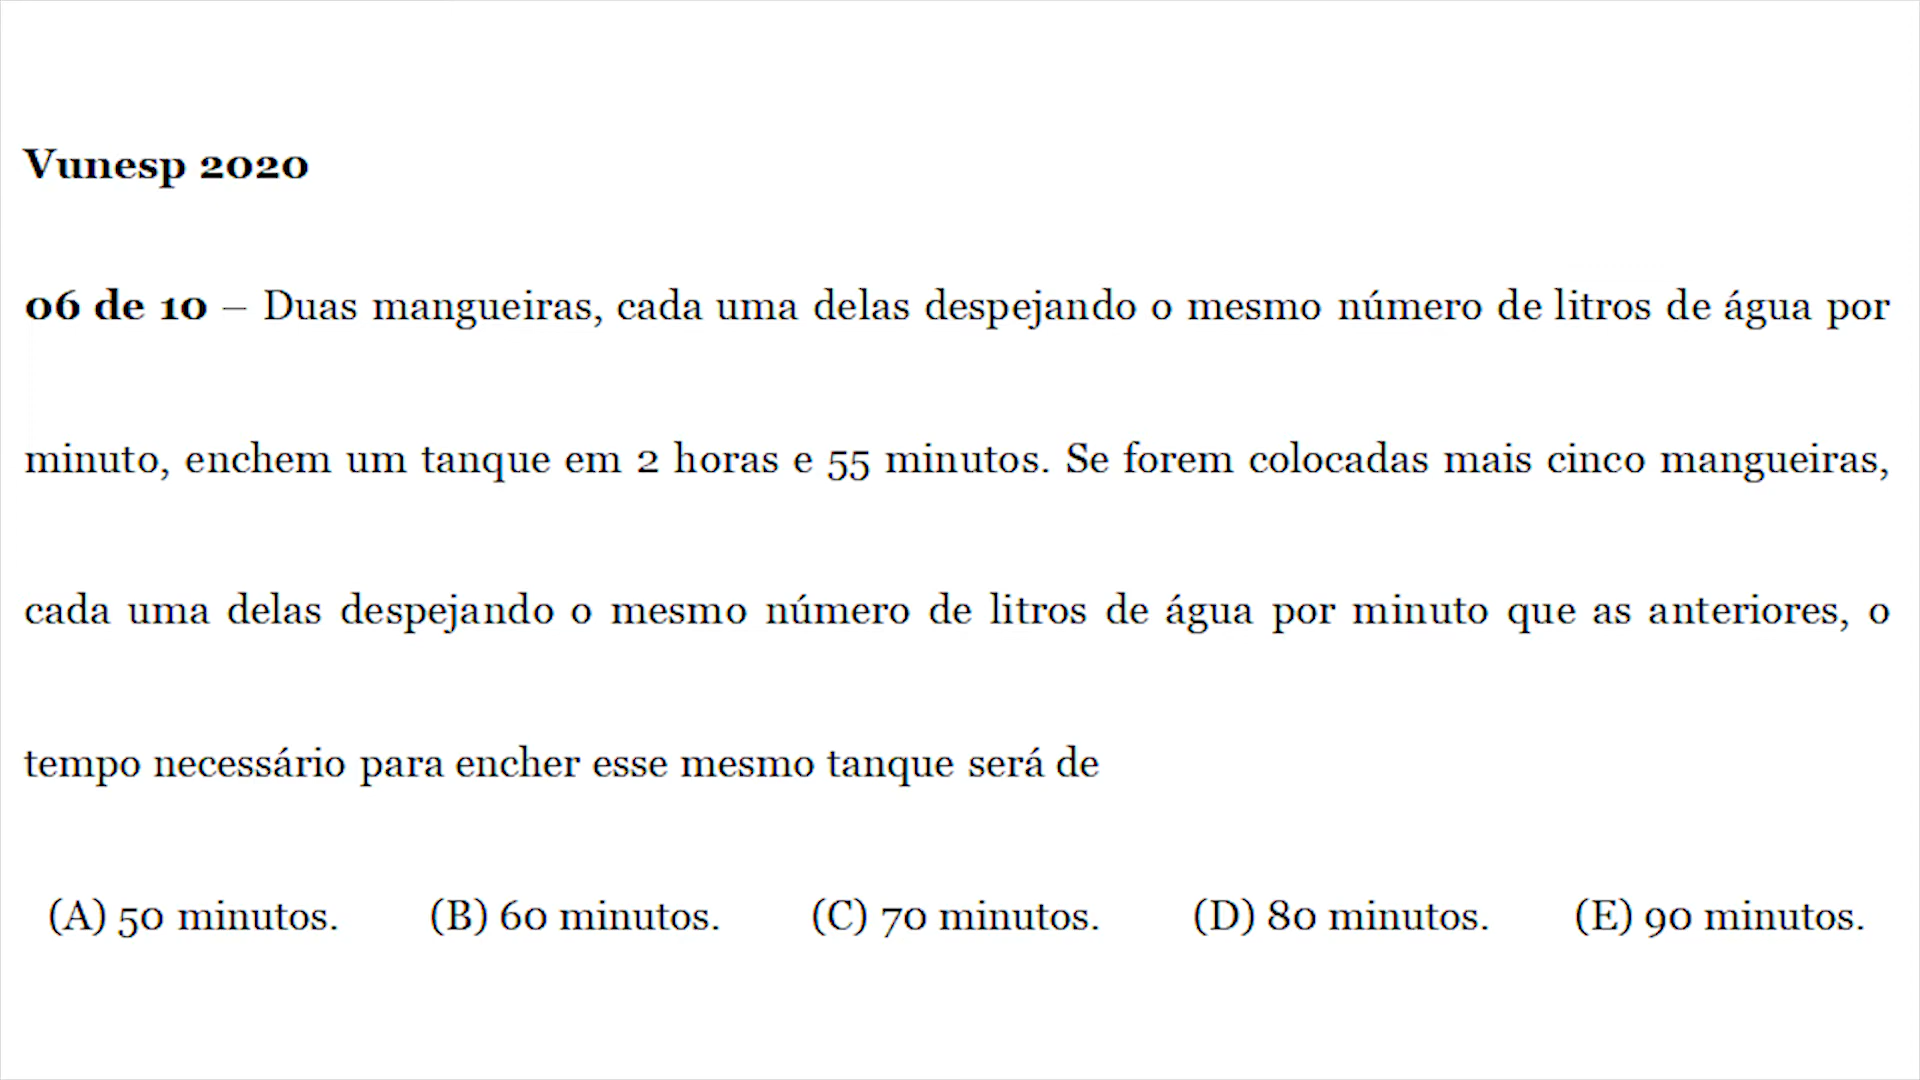 Vunesp 2020
06 de 10 – Duas mangueiras, cada uma delas despejando o mesmo número de litros de água por
minuto, enchem um tanque em 2 horas e 55 minutos. Se forem colocadas mais cinco mangueiras,
cada uma delas despejando o mesmo número de litros de água por minuto que as anteriores, o
tempo necessário para encher esse mesmo tanque será de
(A) 50 minutos. (B) 60 minutos. (C) 70 minutos. (D) 80 minutos. (E) 90 minutos.